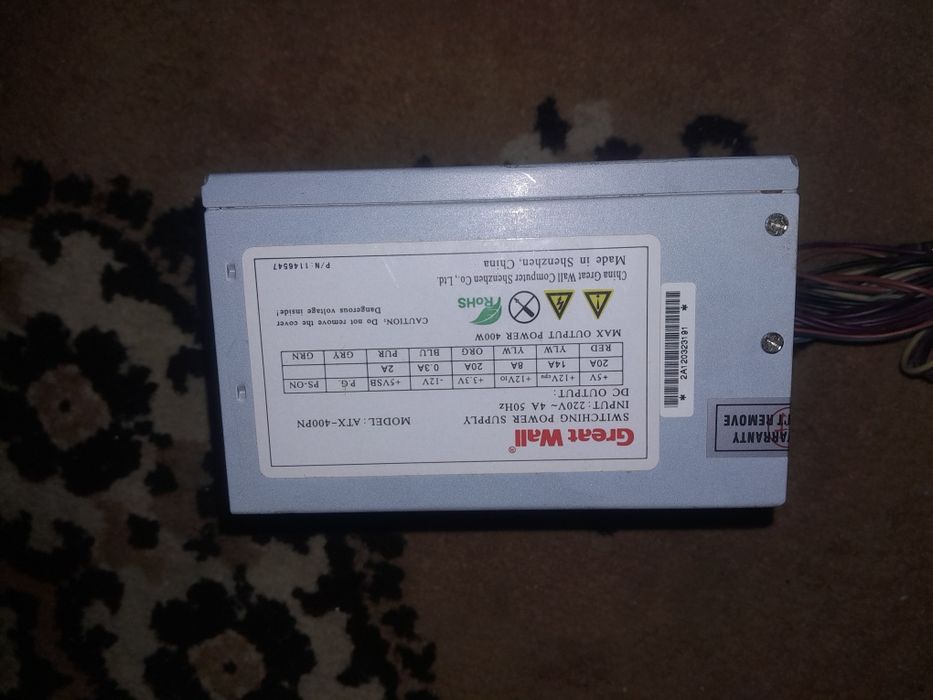 Great Wall®
SWITCHING POWER SUPPLY MODEL: ATX-400PN
INPUT: 220V~ 4A 50Hz
DC OUTPUT:
+5V +12Vcpu +12Vio +3.3V -12V +5VSB P.G. PS-ON
20A 14A 8A 20A 0.3A 2A
RED YLW YLW ORG BLU PUR GRY GRN
MAX OUTPUT POWER 400W
CAUTION, Do not remove the cover
Dangerous voltage inside!
RoHS
China Great Wall Computer Shenzhen Co., Ltd.
Made in Shenzhen, China
P/N: 1146547
* 2A120323191 *
WARRANTY
REMOVE